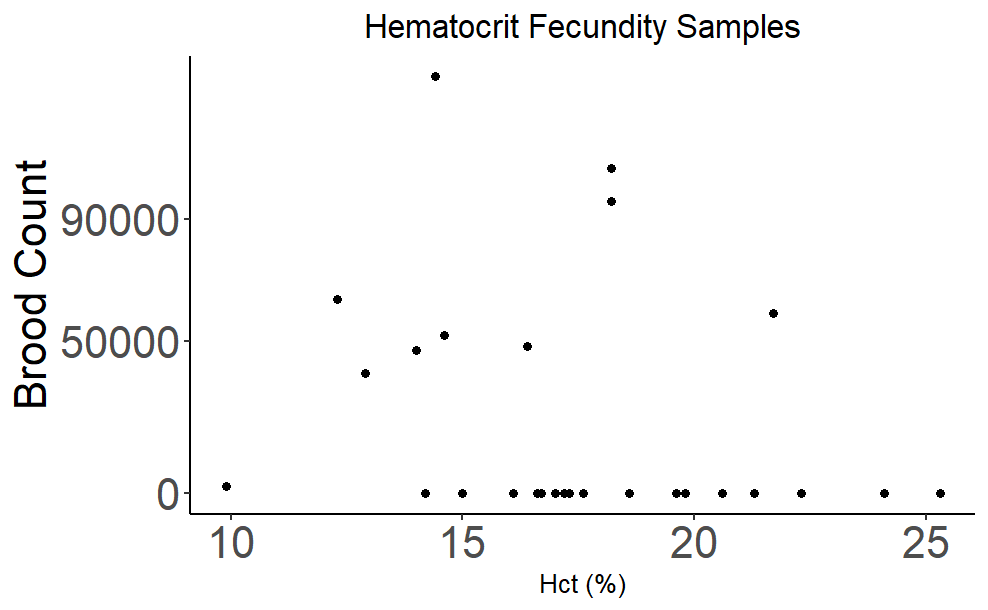 Hematocrit Fecundity Samples
Brood Count
90000
50000
0
10 15 20 25
Hct (%)